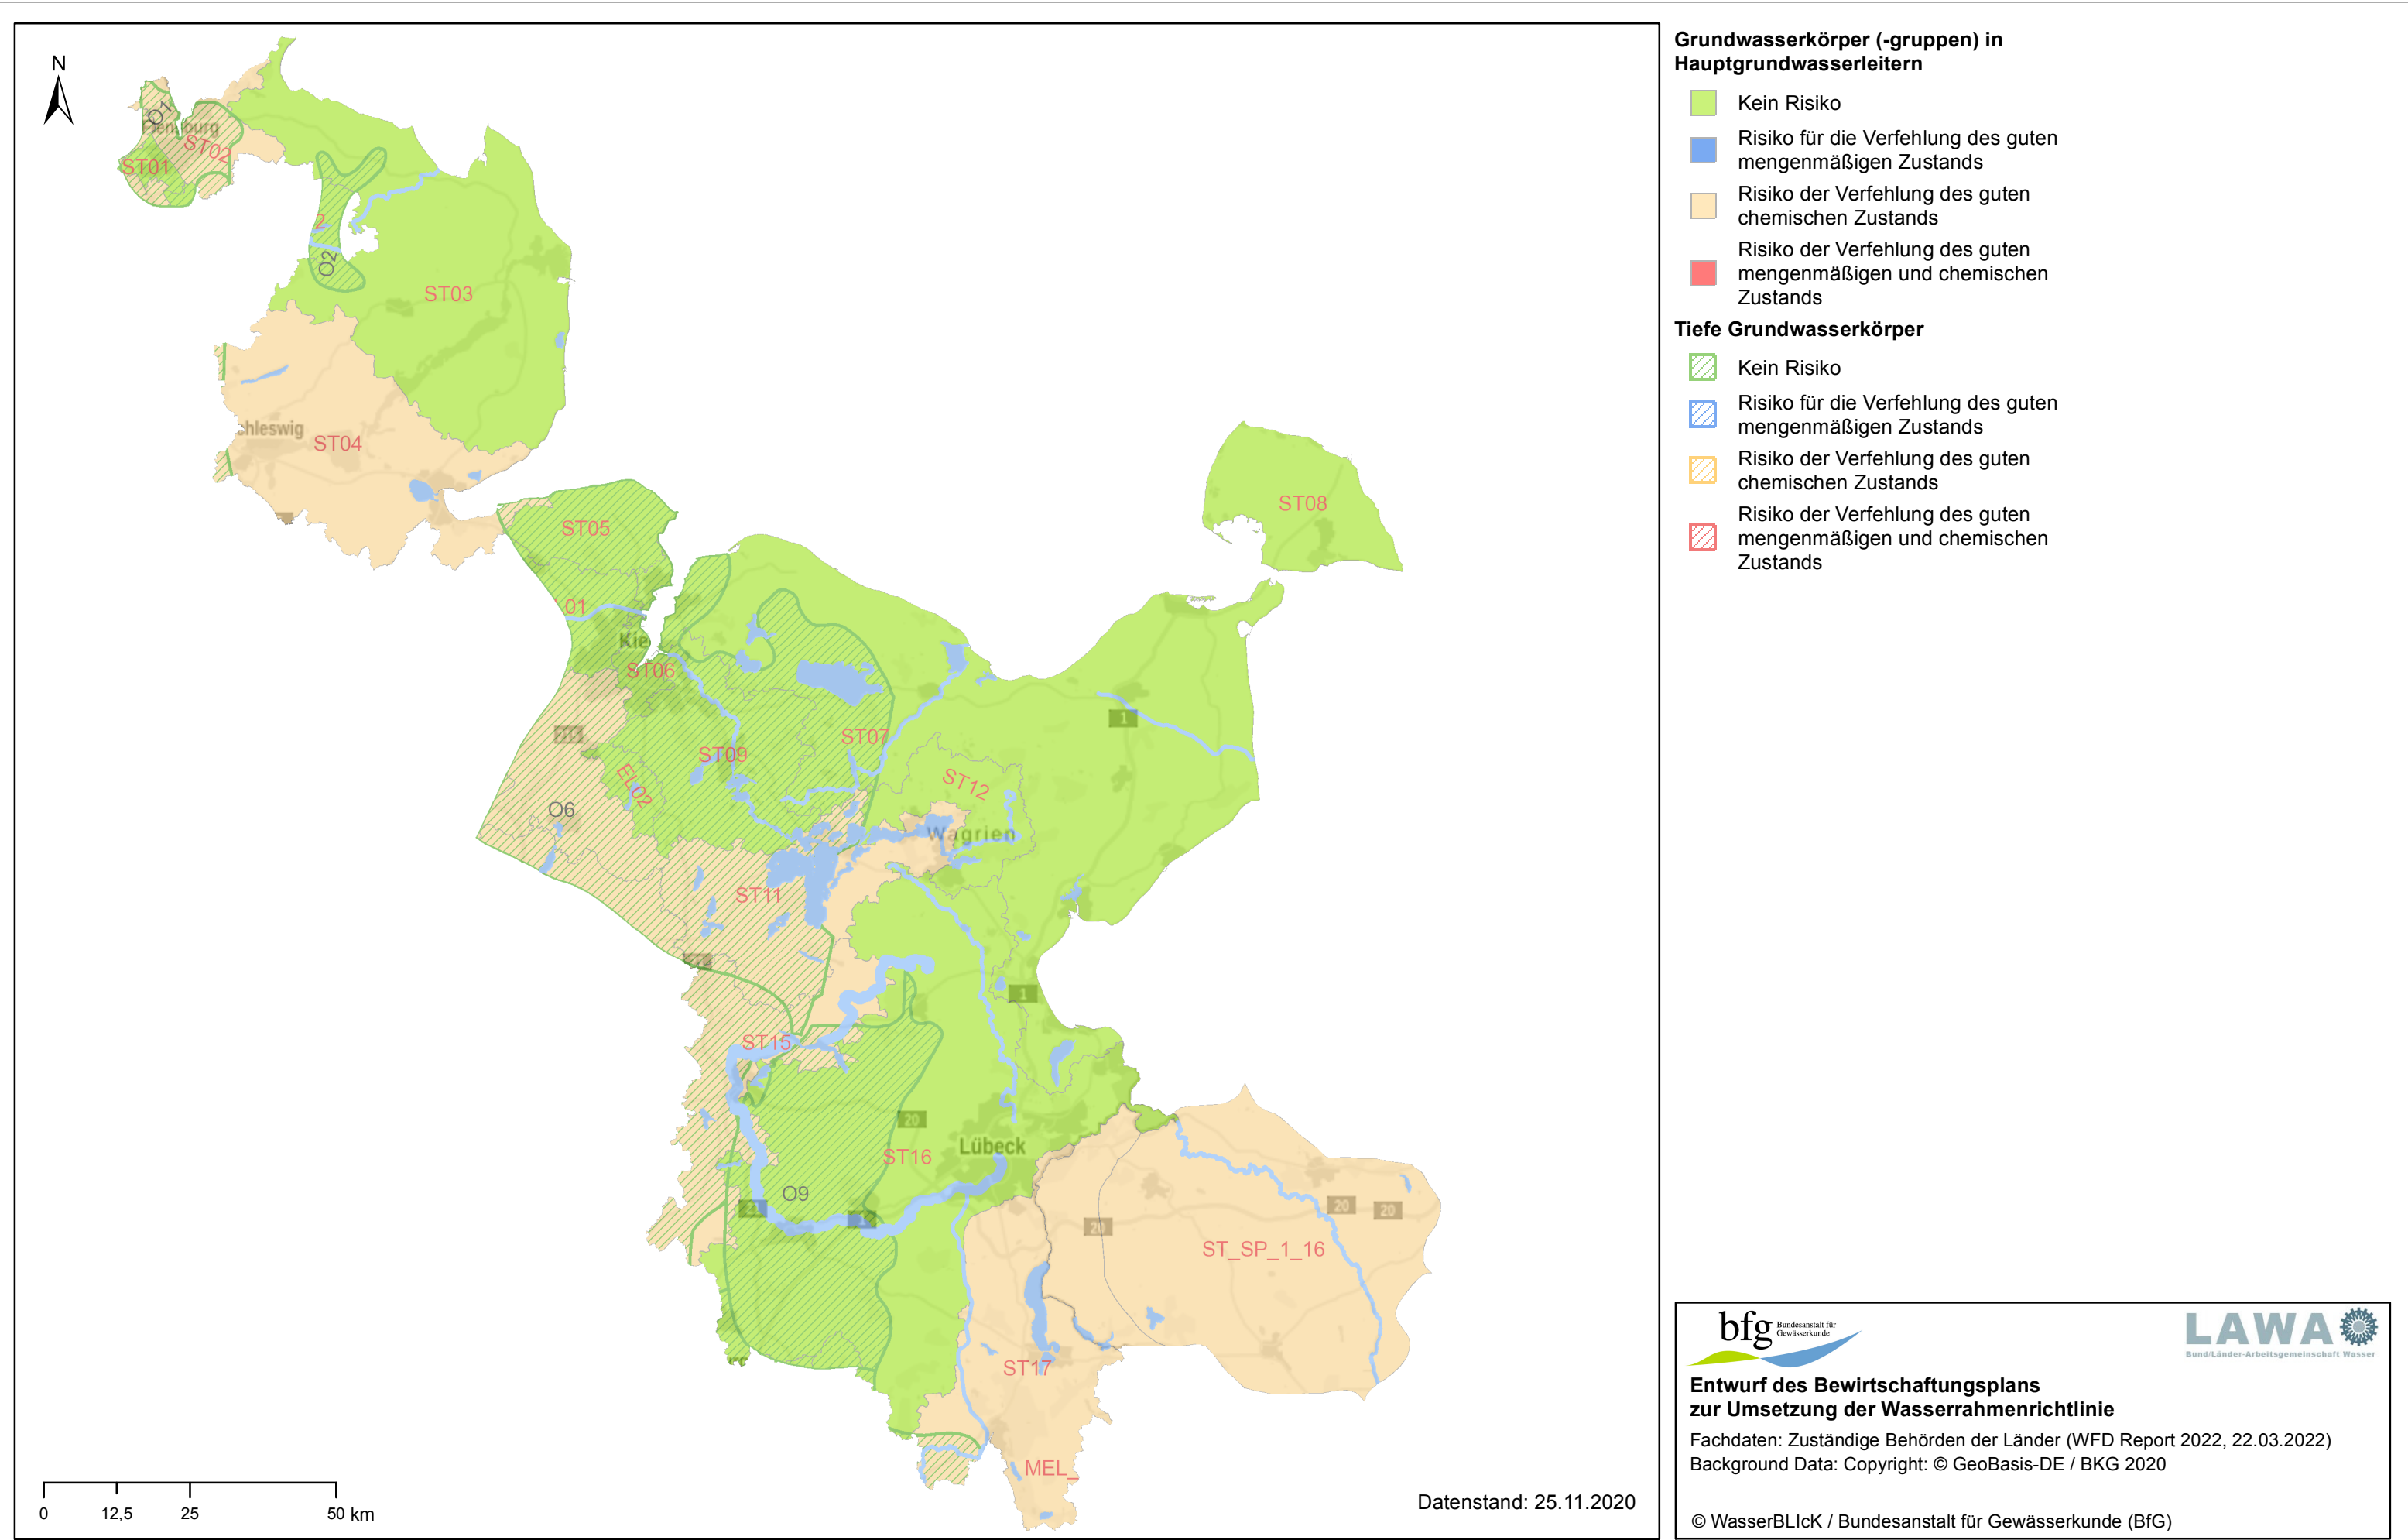 N
O1
ST02
ST01
2
O2
ST03
ST04
ST05
01
Kie
ST06
ST08
1
ST07
ST09
EL02
ST12
O6
Wagrien
ST11
1
ST15
20
Lübeck
ST16
O9
20
20
20
ST_SP_1_16
ST17
MEL_
0 12,5 25 50 km
Datenstand: 25.11.2020
Grundwasserkörper (-gruppen) in
Hauptgrundwasserleitern
Kein Risiko
Risiko für die Verfehlung des guten
mengenmäßigen Zustands
Risiko der Verfehlung des guten
chemischen Zustands
Risiko der Verfehlung des guten
mengenmäßigen und chemischen
Zustands
Tiefe Grundwasserkörper
Kein Risiko
Risiko für die Verfehlung des guten
mengenmäßigen Zustands
Risiko der Verfehlung des guten
chemischen Zustands
Risiko der Verfehlung des guten
mengenmäßigen und chemischen
Zustands
bfg Bundesanstalt für
Gewässerkunde
LAWA
Bund/Länder-Arbeitsgemeinschaft Wasser
Entwurf des Bewirtschaftungsplans
zur Umsetzung der Wasserrahmenrichtlinie
Fachdaten: Zuständige Behörden der Länder (WFD Report 2022, 22.03.2022)
Background Data: Copyright: © GeoBasis-DE / BKG 2020
© WasserBLIcK / Bundesanstalt für Gewässerkunde (BfG)